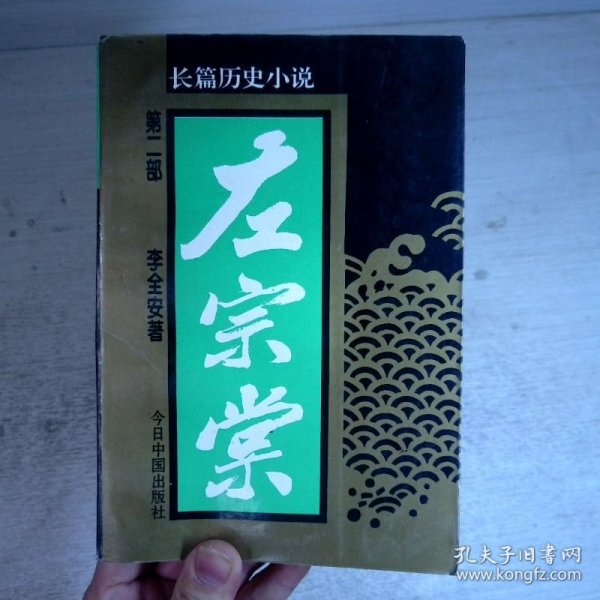 长篇历史小说
第二部
左宗棠
李全安著
今日中国出版社
孔夫子旧书网
www.kongfz.com